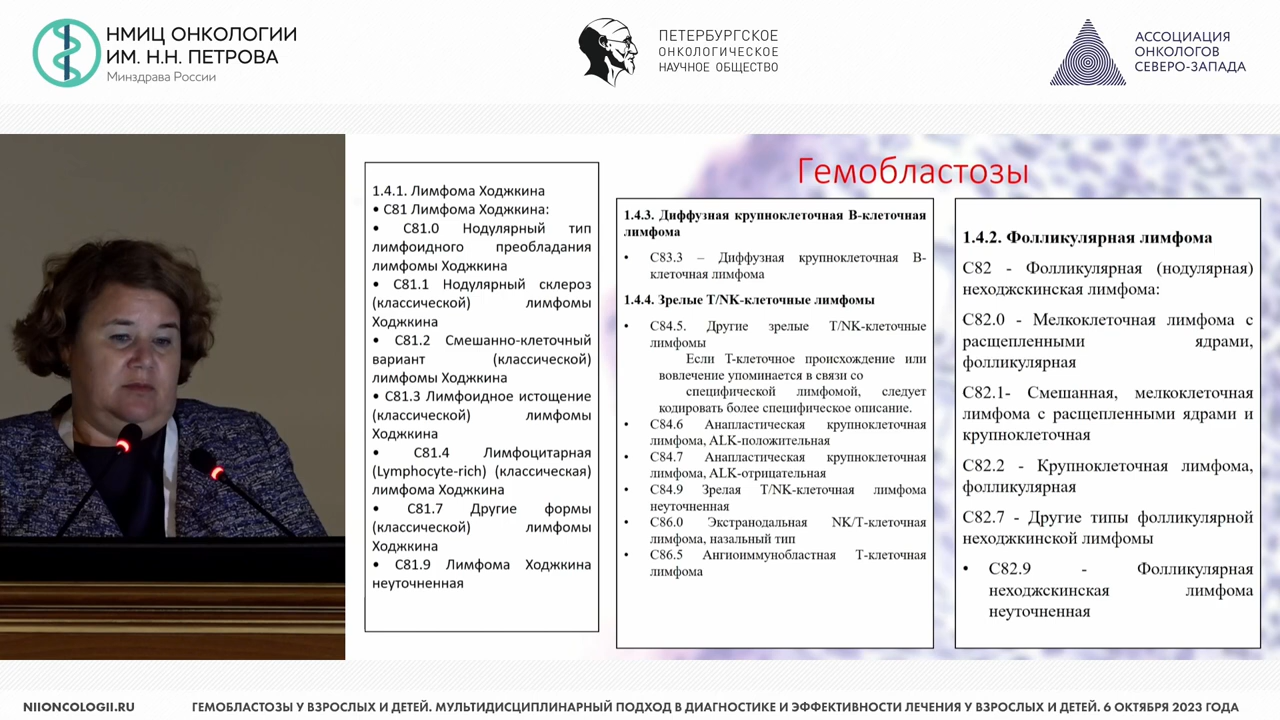 НМИЦ ОНКОЛОГИИ
ИМ. Н.Н. ПЕТРОВА
Минздрава России
ПЕТЕРБУРГСКОЕ
ОНКОЛОГИЧЕСКОЕ
НАУЧНОЕ ОБЩЕСТВО
АССОЦИАЦИЯ
ОНКОЛОГОВ
СЕВЕРО-ЗАПАДА
Гемобластозы
1.4.1. Лимфома Ходжкина
• C81 Лимфома Ходжкина:
• C81.0 Нодулярный тип
лимфоидного преобладания
лимфомы Ходжкина
• C81.1 Нодулярный склероз
(классической) лимфомы
Ходжкина
• C81.2 Смешанно-клеточный
вариант (классической)
лимфомы Ходжкина
• C81.3 Лимфоидное истощение
(классической) лимфомы
Ходжкина
• C81.4 Лимфоцитарная
(Lymphocyte-rich) (классическая)
лимфома Ходжкина
• C81.7 Другие формы
(классической) лимфомы
Ходжкина
• C81.9 Лимфома Ходжкина
неуточненная
1.4.3. Диффузная крупноклеточная В-клеточная
лимфома
• C83.3 – Диффузная крупноклеточная В-
клеточная лимфома
1.4.4. Зрелые T/NK-клеточные лимфомы
• C84.5. Другие зрелые T/NK-клеточные
лимфомы
Если Т-клеточное происхождение или
вовлечение упоминается в связи со
специфической лимфомой, следует
кодировать более специфическое описание.
• C84.6 Анапластическая крупноклеточная
лимфома, ALK-положительная
• C84.7 Анапластическая крупноклеточная
лимфома, ALK-отрицательная
• C84.9 Зрелая T/NK-клеточная лимфома
неуточненная
• C86.0 Экстранодальная NK/T-клеточная
лимфома, назальный тип
• C86.5 Ангиоиммунобластная Т-клеточная
лимфома
1.4.2. Фолликулярная лимфома
C82 - Фолликулярная (нодулярная)
неходжскинская лимфома:
C82.0 - Мелкоклеточная лимфома с
расщепленными ядрами,
фолликулярная
C82.1- Смешанная, мелкоклеточная
лимфома с расщепленными ядрами и
крупноклеточная
C82.2 - Крупноклеточная лимфома,
фолликулярная
C82.7 - Другие типы фолликулярной
неходжкинской лимфомы
• C82.9 - Фолликулярная
неходжскинская лимфома
неуточненная
NIIONCOLOGII.RU
ГЕМОБЛАСТОЗЫ У ВЗРОСЛЫХ И ДЕТЕЙ. МУЛЬТИДИСЦИПЛИНАРНЫЙ ПОДХОД В ДИАГНОСТИКЕ И ЭФФЕКТИВНОСТИ ЛЕЧЕНИЯ У ВЗРОСЛЫХ И ДЕТЕЙ. 6 ОКТЯБРЯ 2023 ГОДА